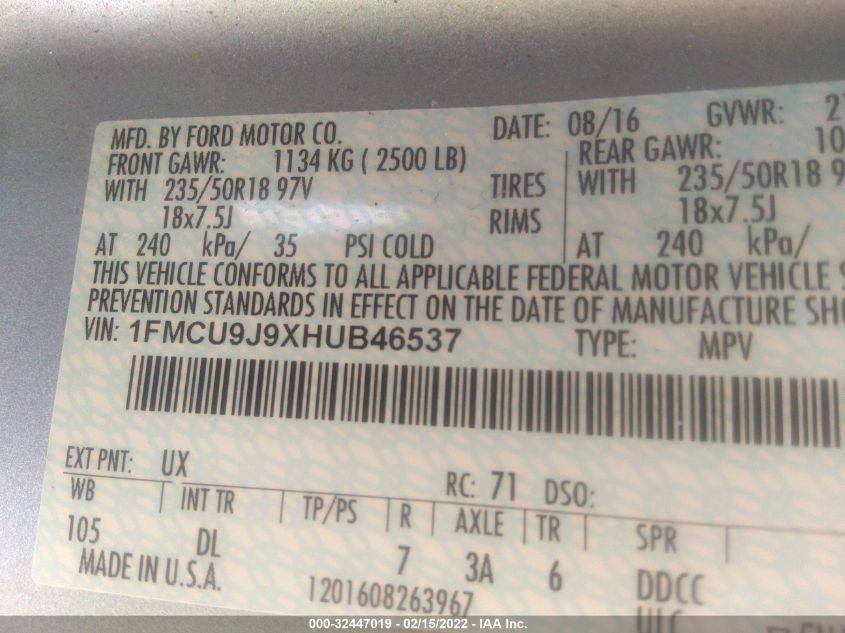 MFD. BY FORD MOTOR CO. DATE: 08/16 GVWR:
FRONT GAWR: 1134 KG ( 2500 LB) REAR GAWR: 10
WITH 235/50R18 97V TIRES WITH 235/50R18 9
18x7.5J RIMS 18x7.5J
AT 240 kPa/ 35 PSI COLD AT 240 kPa/
THIS VEHICLE CONFORMS TO ALL APPLICABLE FEDERAL MOTOR VEHICLE
PREVENTION STANDARDS IN EFFECT ON THE DATE OF MANUFACTURE SH
VIN: 1FMCU9J9XHUB46537 TYPE: MPV
EXT PNT: UX RC: 71 DSO:
WB INT TR TP/PS R AXLE TR SPR
105 DL 7 3A 6 DDCC
MADE IN U.S.A. 1201608263967
000-32447019 - 02/15/2022 - IAA Inc.